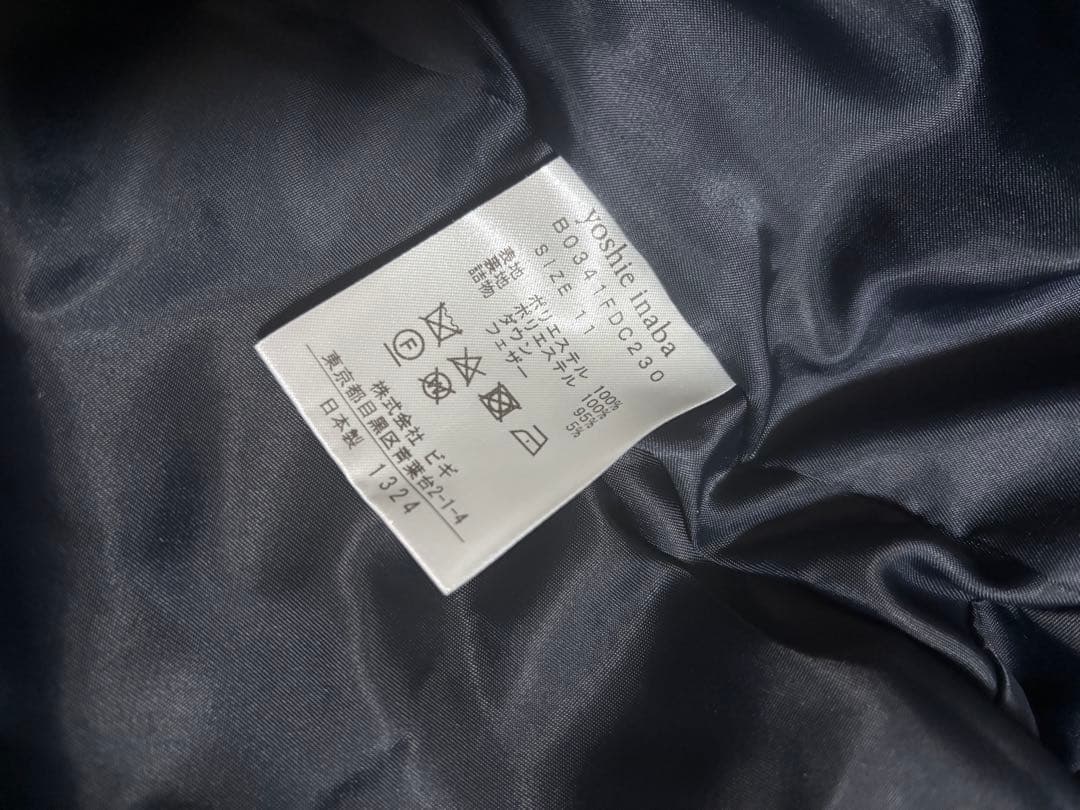 yoshie inaba
B0341FDC230
SIZE 11
表地 ポリエステル 100%
裏地 ポリエステル 100%
詰物 ダウン 95%
フェザー 5%
F
株式会社 ビギ
東京都目黒区青葉台2-1-4
日本製 1324